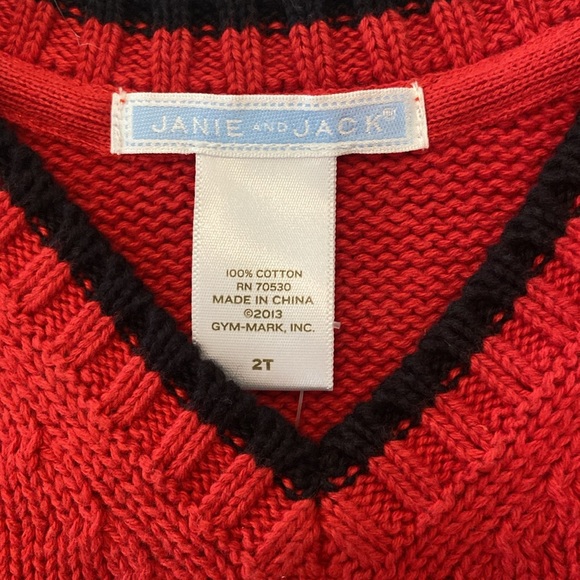 JANIE AND JACK
100% COTTON
RN 70530
MADE IN CHINA
©2013
GYM-MARK, INC.
2T